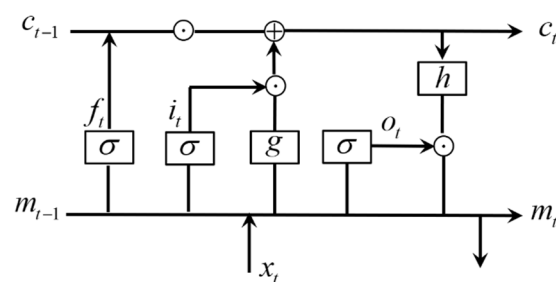 c_{t-1} c_t
h
f_t i_t o_t
σ σ g σ
m_{t-1} m_t
x_t